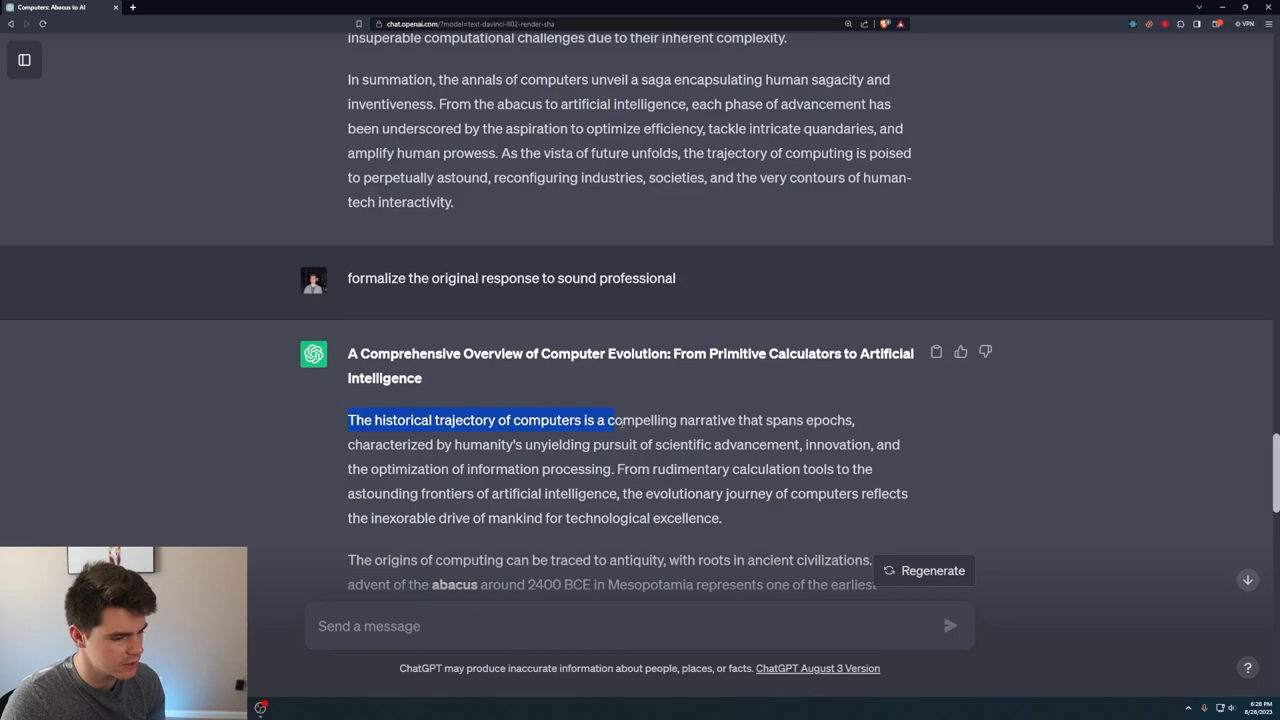 Computers: Abacus to AI
chat.openai.com/?model=text-davinci-002-render-sha
VPN
insuperable computational challenges due to their inherent complexity.
In summation, the annals of computers unveil a saga encapsulating human sagacity and
inventiveness. From the abacus to artificial intelligence, each phase of advancement has
been underscored by the aspiration to optimize efficiency, tackle intricate quandaries, and
amplify human prowess. As the vista of future unfolds, the trajectory of computing is poised
to perpetually astound, reconfiguring industries, societies, and the very contours of human-
tech interactivity.
formalize the original response to sound professional
A Comprehensive Overview of Computer Evolution: From Primitive Calculators to Artificial
Intelligence
The historical trajectory of computers is a compelling narrative that spans epochs,
characterized by humanity's unyielding pursuit of scientific advancement, innovation, and
the optimization of information processing. From rudimentary calculation tools to the
astounding frontiers of artificial intelligence, the evolutionary journey of computers reflects
the inexorable drive of mankind for technological excellence.
The origins of computing can be traced to antiquity, with roots in ancient civilizations.
advent of the abacus around 2400 BCE in Mesopotamia represents one of the earliest
Regenerate
Send a message
ChatGPT may produce inaccurate information about people, places, or facts. ChatGPT August 3 Version
?
6:28 PM
8/28/2023